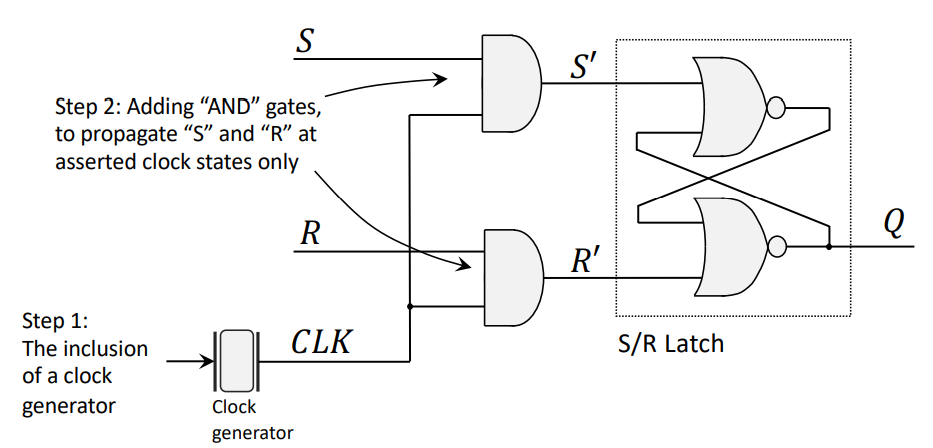 S
S′
Step 2: Adding “AND” gates,
to propagate “S” and “R” at
asserted clock states only
R
R′
Q
Step 1:
The inclusion
of a clock
generator
CLK
S/R Latch
Clock
generator